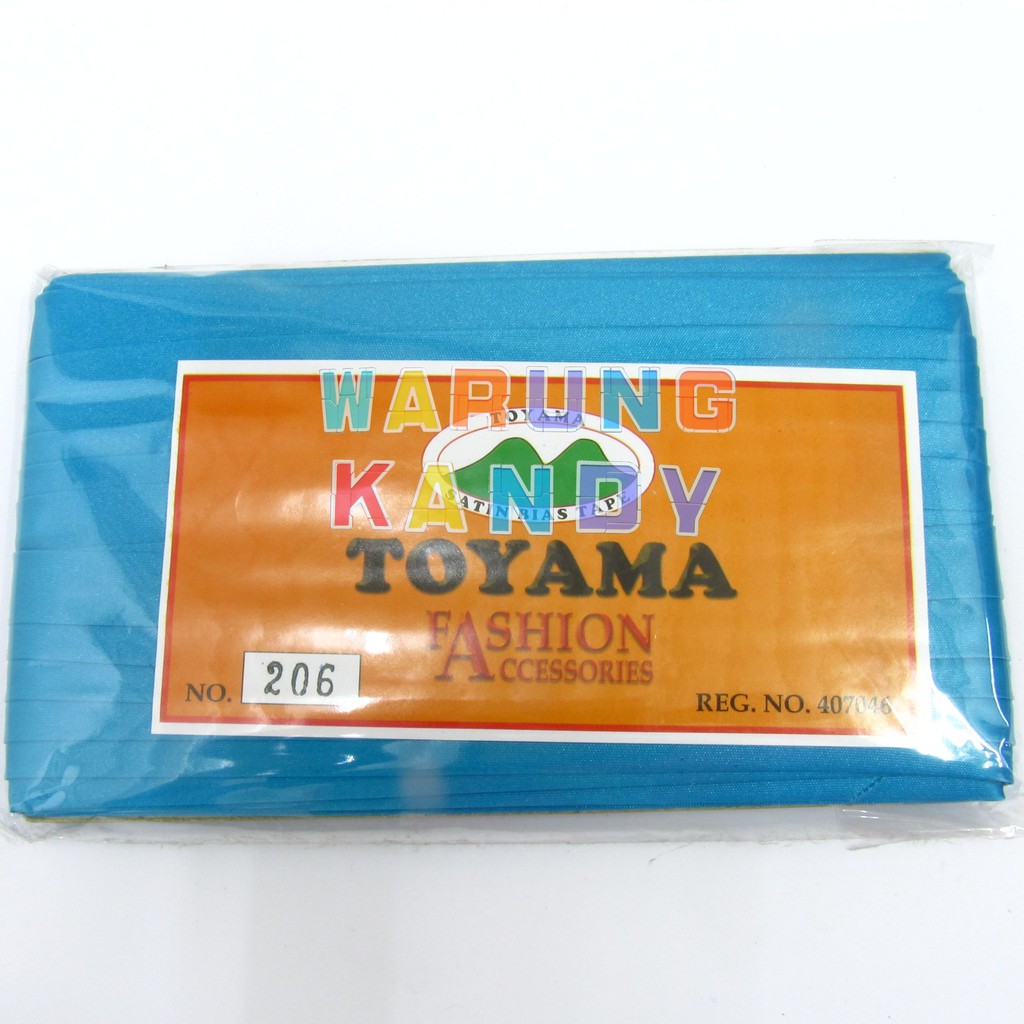 WARUNG
TOYAMA
KANDY
SATIN BIAS TAPE
TOYAMA
FASHION
ACCESSORIES
NO. 206
REG. NO. 407046